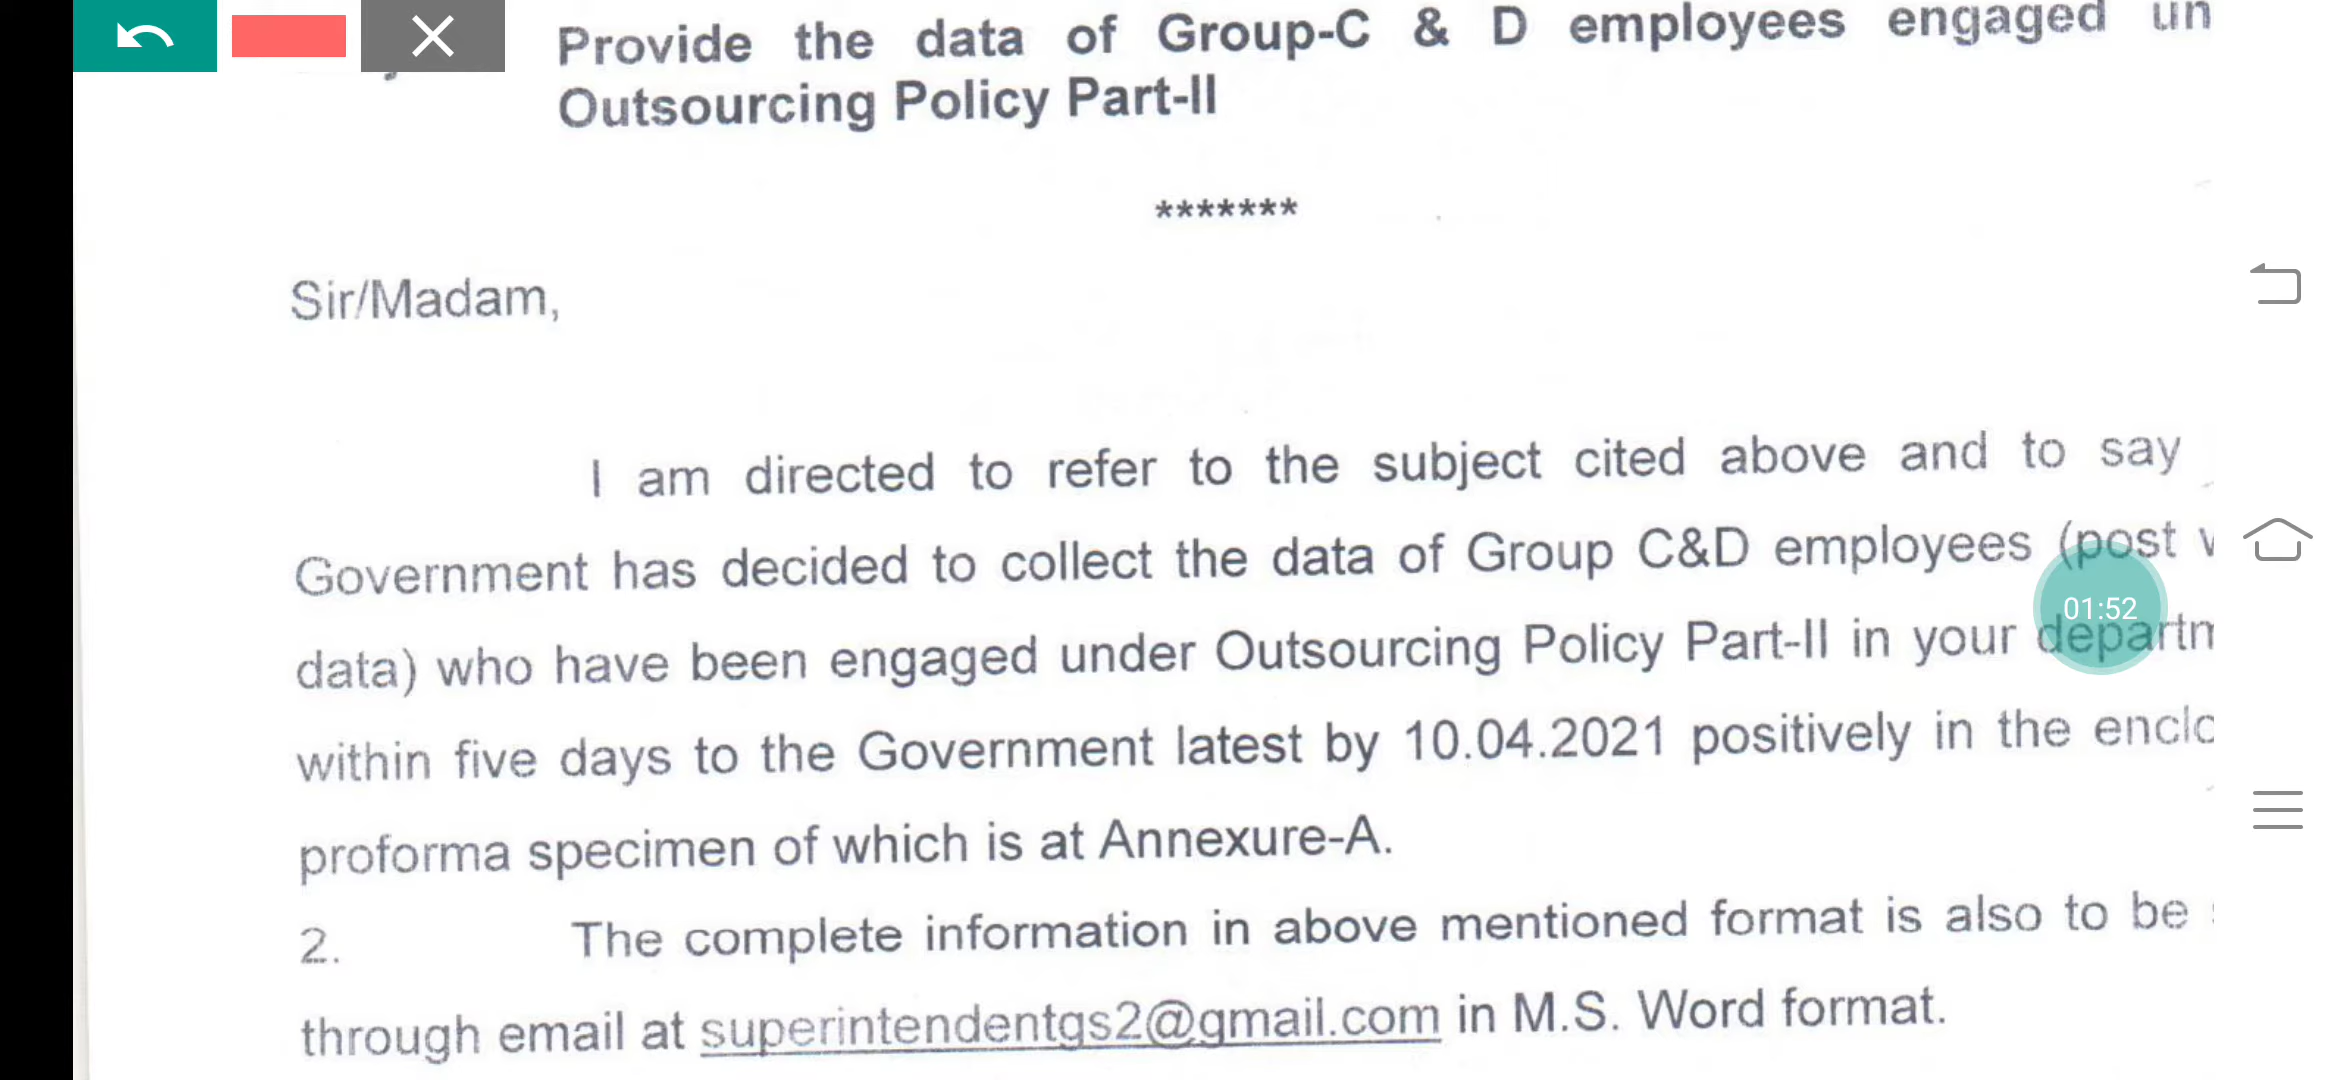 Provide the data of Group-C & D employees engaged un
Outsourcing Policy Part-II
*******
Sir/Madam,
I am directed to refer to the subject cited above and to say
Government has decided to collect the data of Group C&D employees (post
data) who have been engaged under Outsourcing Policy Part-II in your departm
01:52
within five days to the Government latest by 10.04.2021 positively in the enclo
proforma specimen of which is at Annexure-A.
2. The complete information in above mentioned format is also to be
through email at superintendentgs2@gmail.com in M.S. Word format.